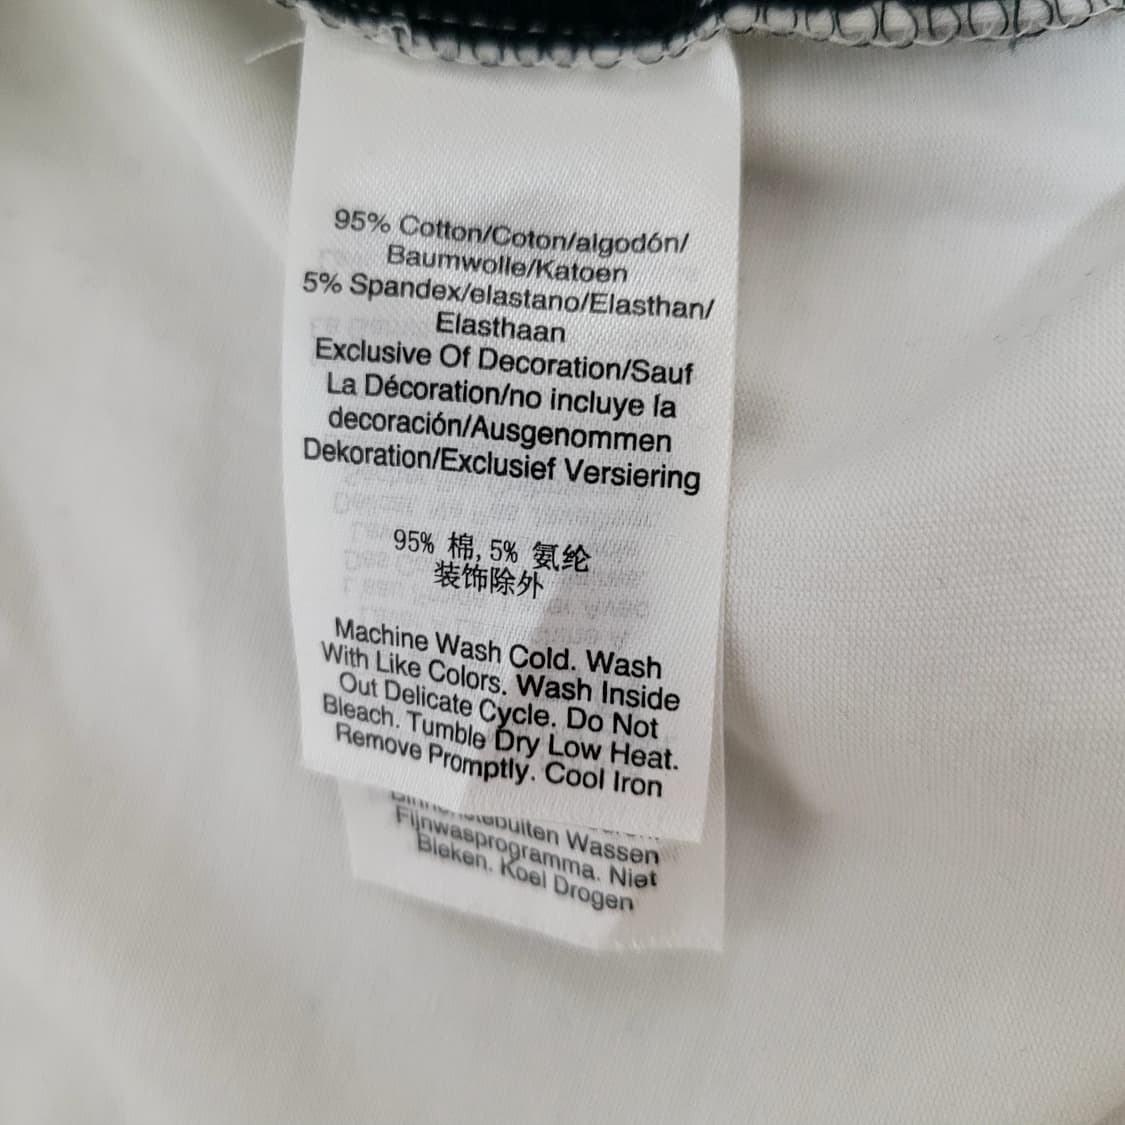 95% Cotton/Coton/algodón/
Baumwolle/Katoen
5% Spandex/elastano/Elasthan/
Elasthaan
Exclusive Of Decoration/Sauf
La Décoration/no incluye la
decoración/Ausgenommen
Dekoration/Exclusief Versiering
95% 棉, 5% 氨纶
装饰除外
Machine Wash Cold. Wash
With Like Colors. Wash Inside
Out Delicate Cycle. Do Not
Bleach. Tumble Dry Low Heat.
Remove Promptly. Cool Iron
Wassen
Fijnwasprogramma. Niet
Bleken. Koel Drogen